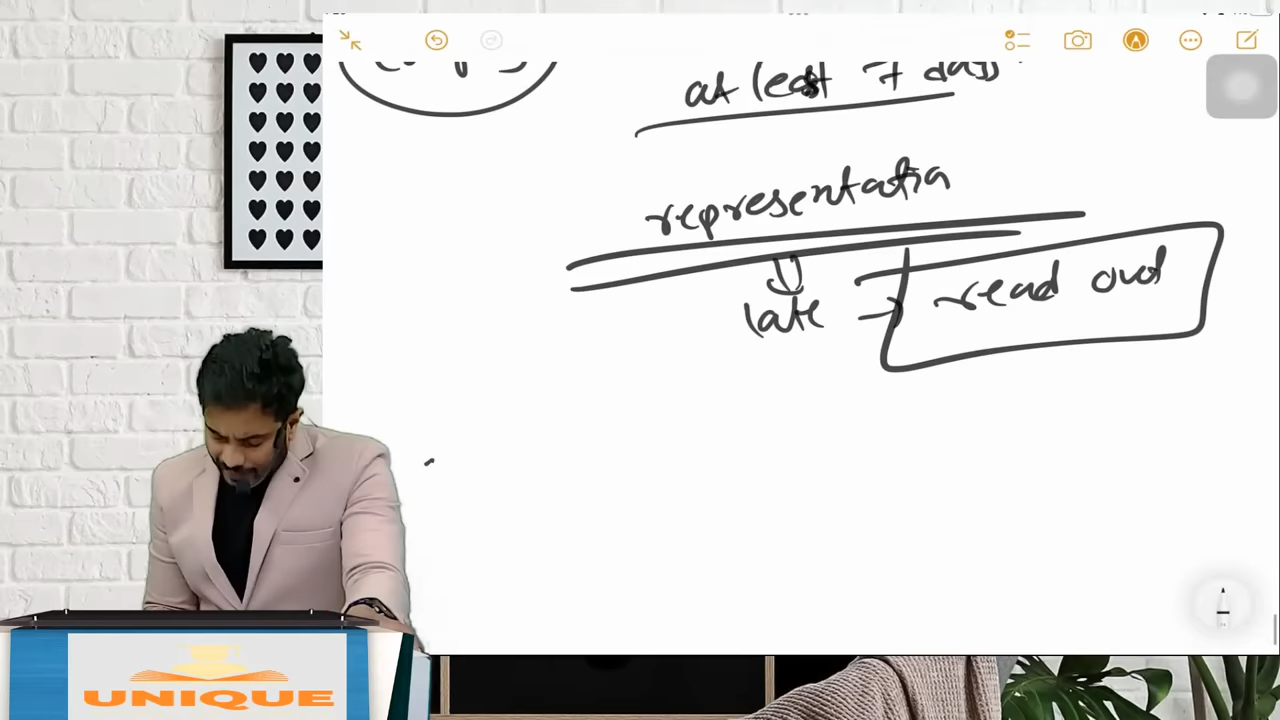 at least 7 days
representatia
late → read out
UNIQUE